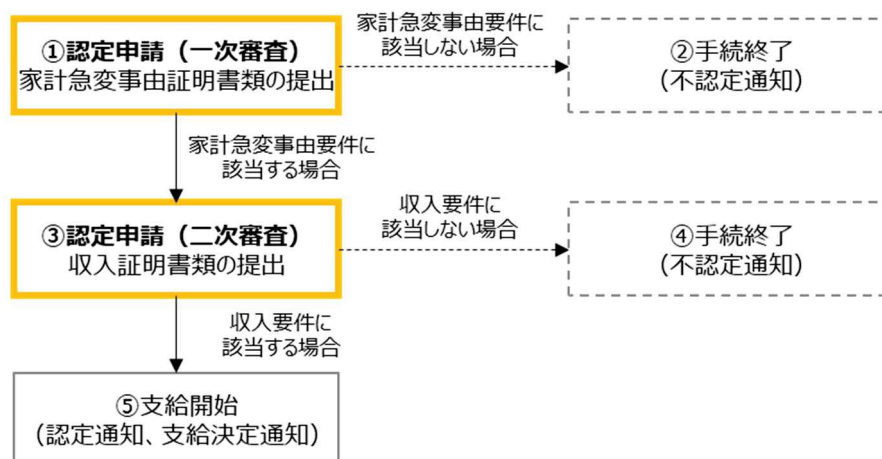 ①認定申請（一次審査）
家計急変事由証明書類の提出
家計急変事由要件に
該当しない場合
②手続終了
（不認定通知）
家計急変事由要件に
該当する場合
③認定申請（二次審査）
収入証明書類の提出
収入要件に
該当しない場合
④手続終了
（不認定通知）
収入要件に
該当する場合
⑤支給開始
（認定通知、支給決定通知）